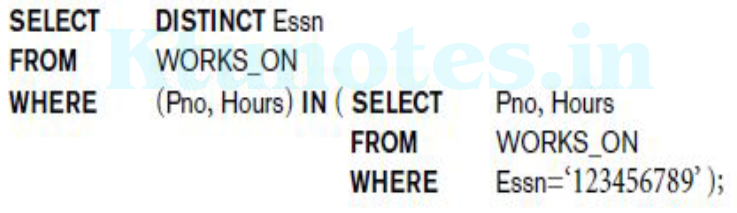 SELECT DISTINCT Essn
FROM WORKS_ON
WHERE (Pno, Hours) IN ( SELECT Pno, Hours
FROM WORKS_ON
WHERE Essn=‘123456789’ );
Ktunotes.in